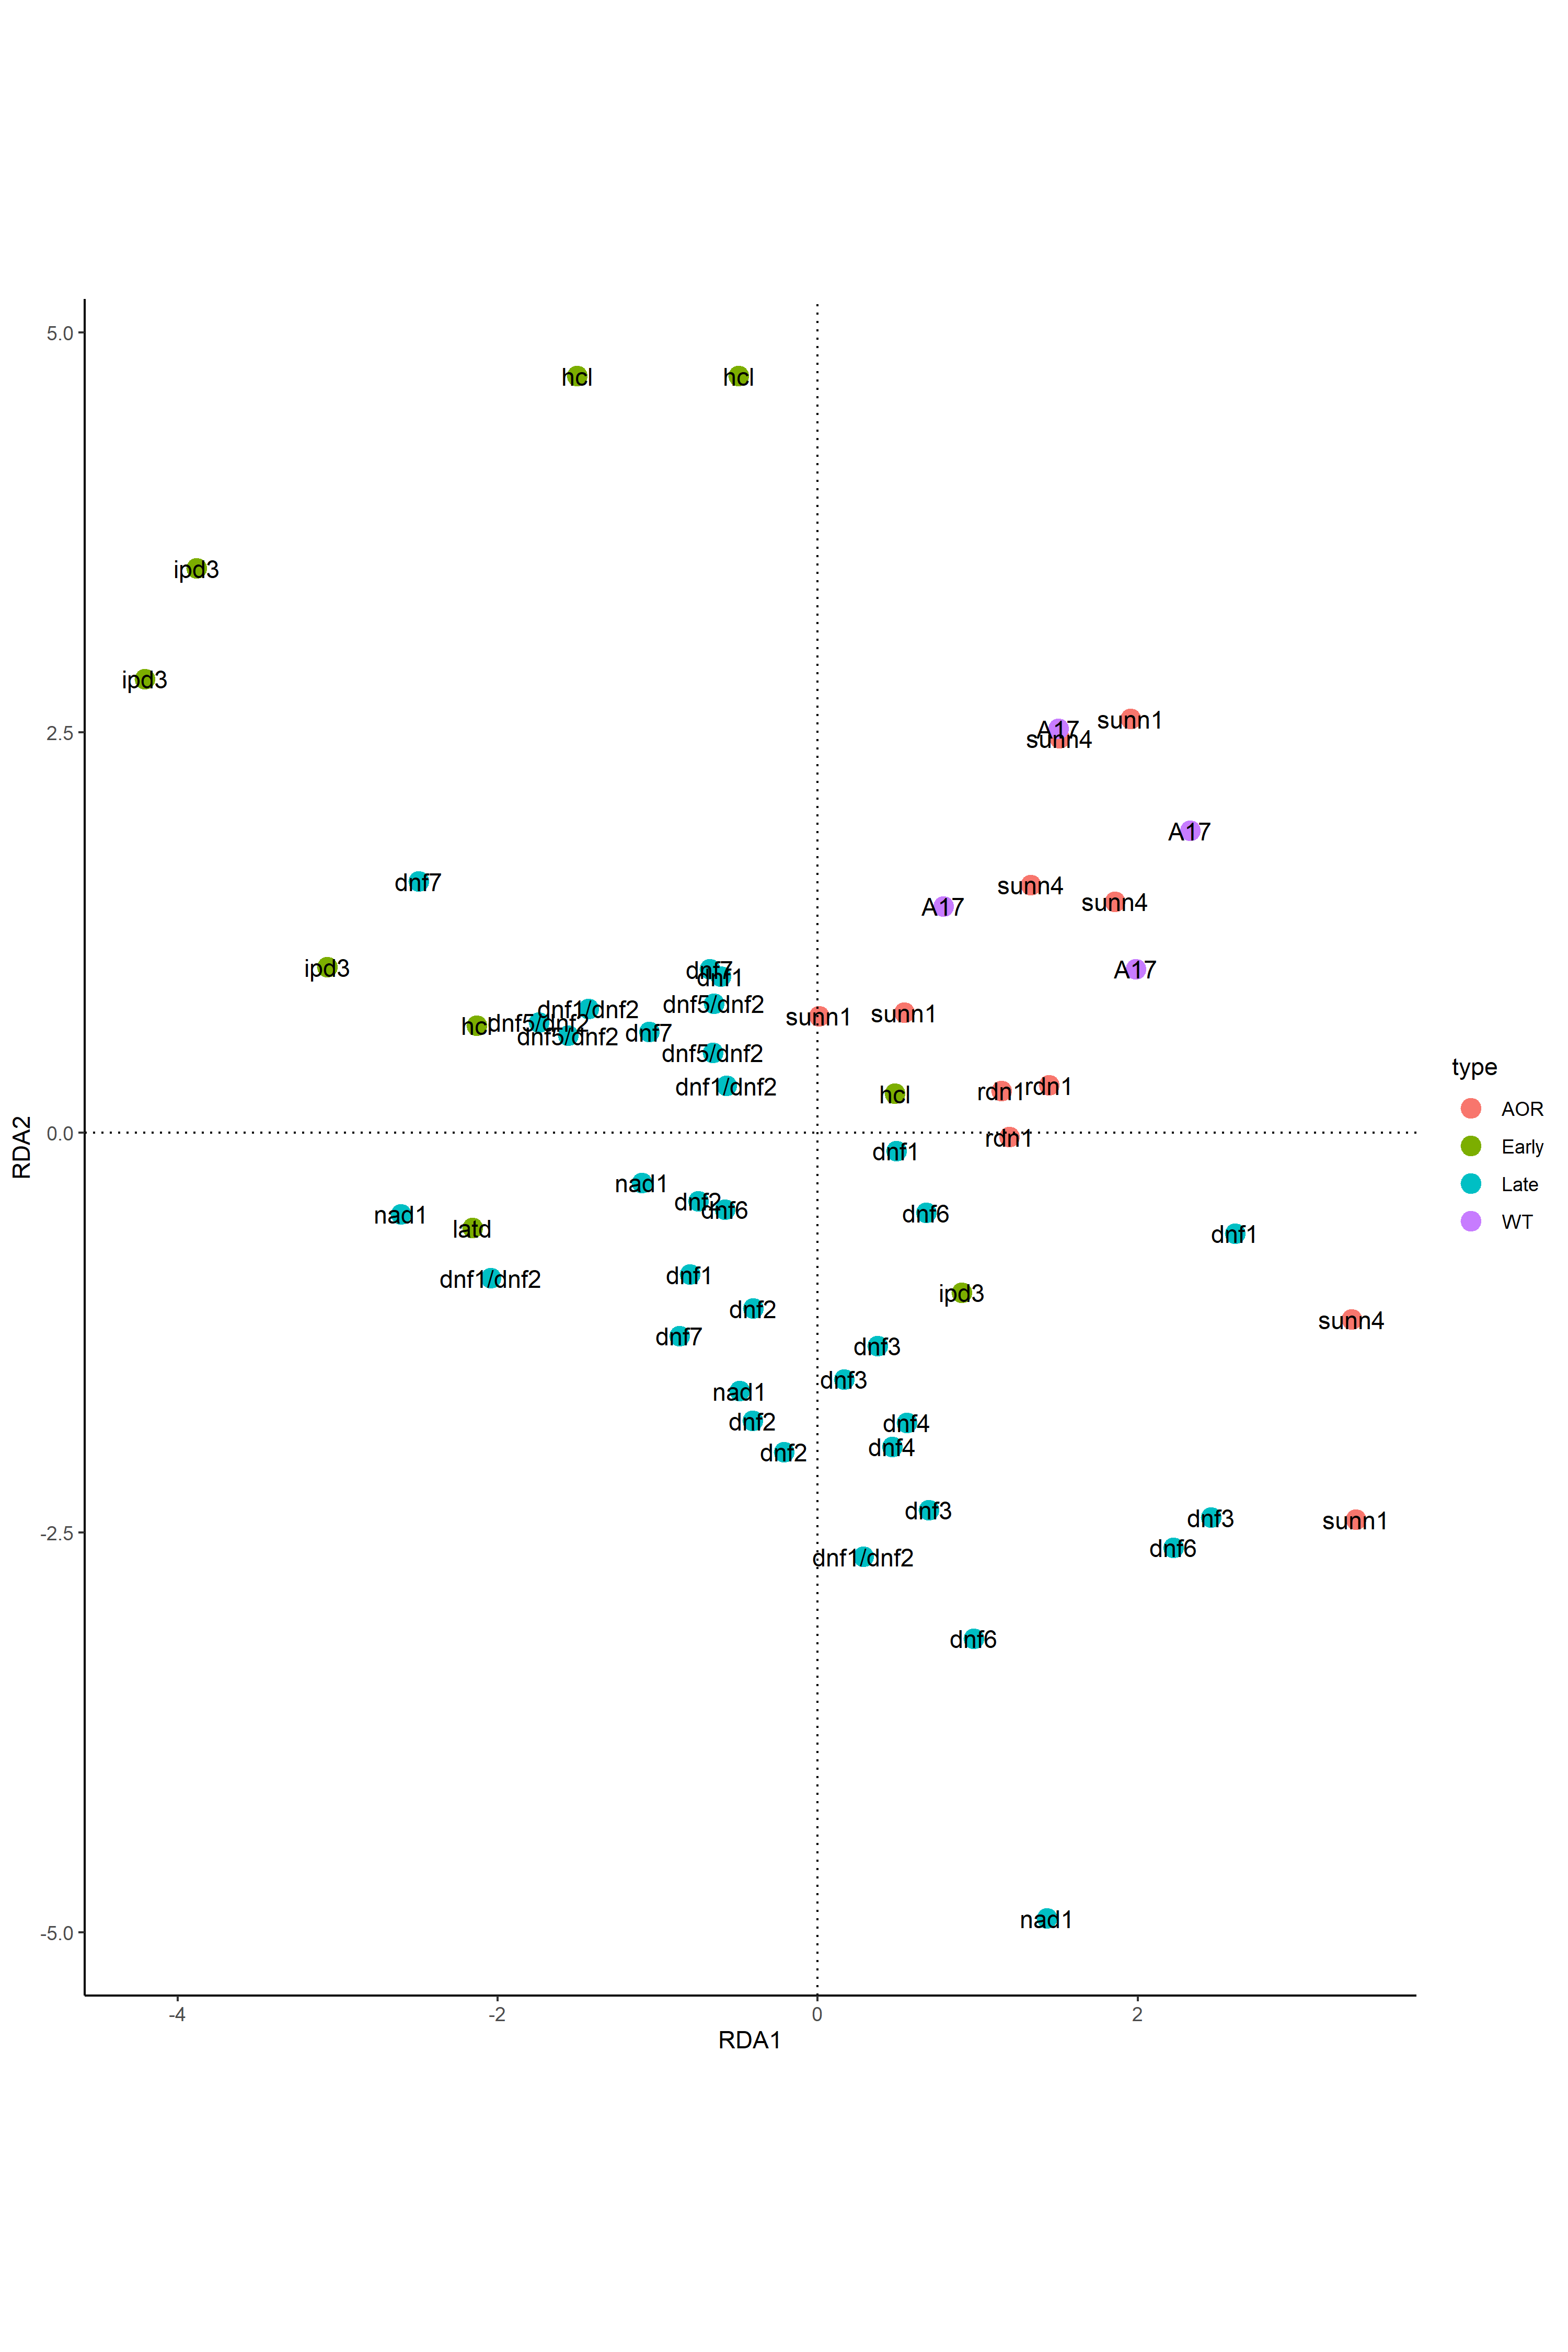 5.0
hcl hcl
ipd3
ipd3
2.5
A17 sunn1
sunn4
A17
dnf7 sunn4
sunn4
A17
ipd3 dnf7 A17
dnf1
dnf5/dnf2
dnf1/dnf2 sunn1 sunn1
hcl dnf5/dnf2
dnf5/dnf2 dnf7
dnf5/dnf2
dnf1/dnf2 hcl rdn1 rdn1
type
AOR
Early
Late
WT
0.0
RDA2
rdn1
dnf1
nad1
dnf2
dnf6
nad1 dnf6
latd dnf1
dnf1/dnf2 dnf1
ipd3
dnf2
sunn4
dnf7 dnf3
dnf3
nad1
dnf2 dnf4
dnf2 dnf4
dnf3 dnf3 sunn1
-2.5
dnf1/dnf2 dnf6
dnf6
nad1
-5.0
-4 -2 0 2
RDA1